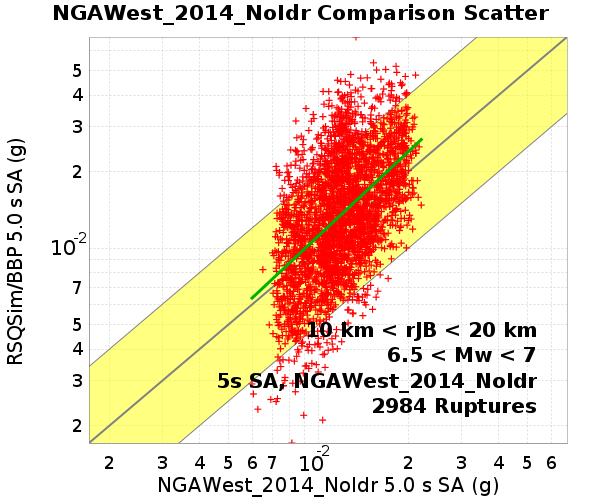 NGAWest_2014_NoIdr Comparison Scatter
RSQSim/BBP 5.0 s SA (g)
5
4
3
2
10-2
7
5
4
3
2
10 km < rJB < 20 km
6.5 < Mw < 7
5s SA, NGAWest_2014_NoIdr
2984 Ruptures
2 3 4 5 6 7 10-2 2 3 4 5 6
NGAWest_2014_NoIdr 5.0 s SA (g)